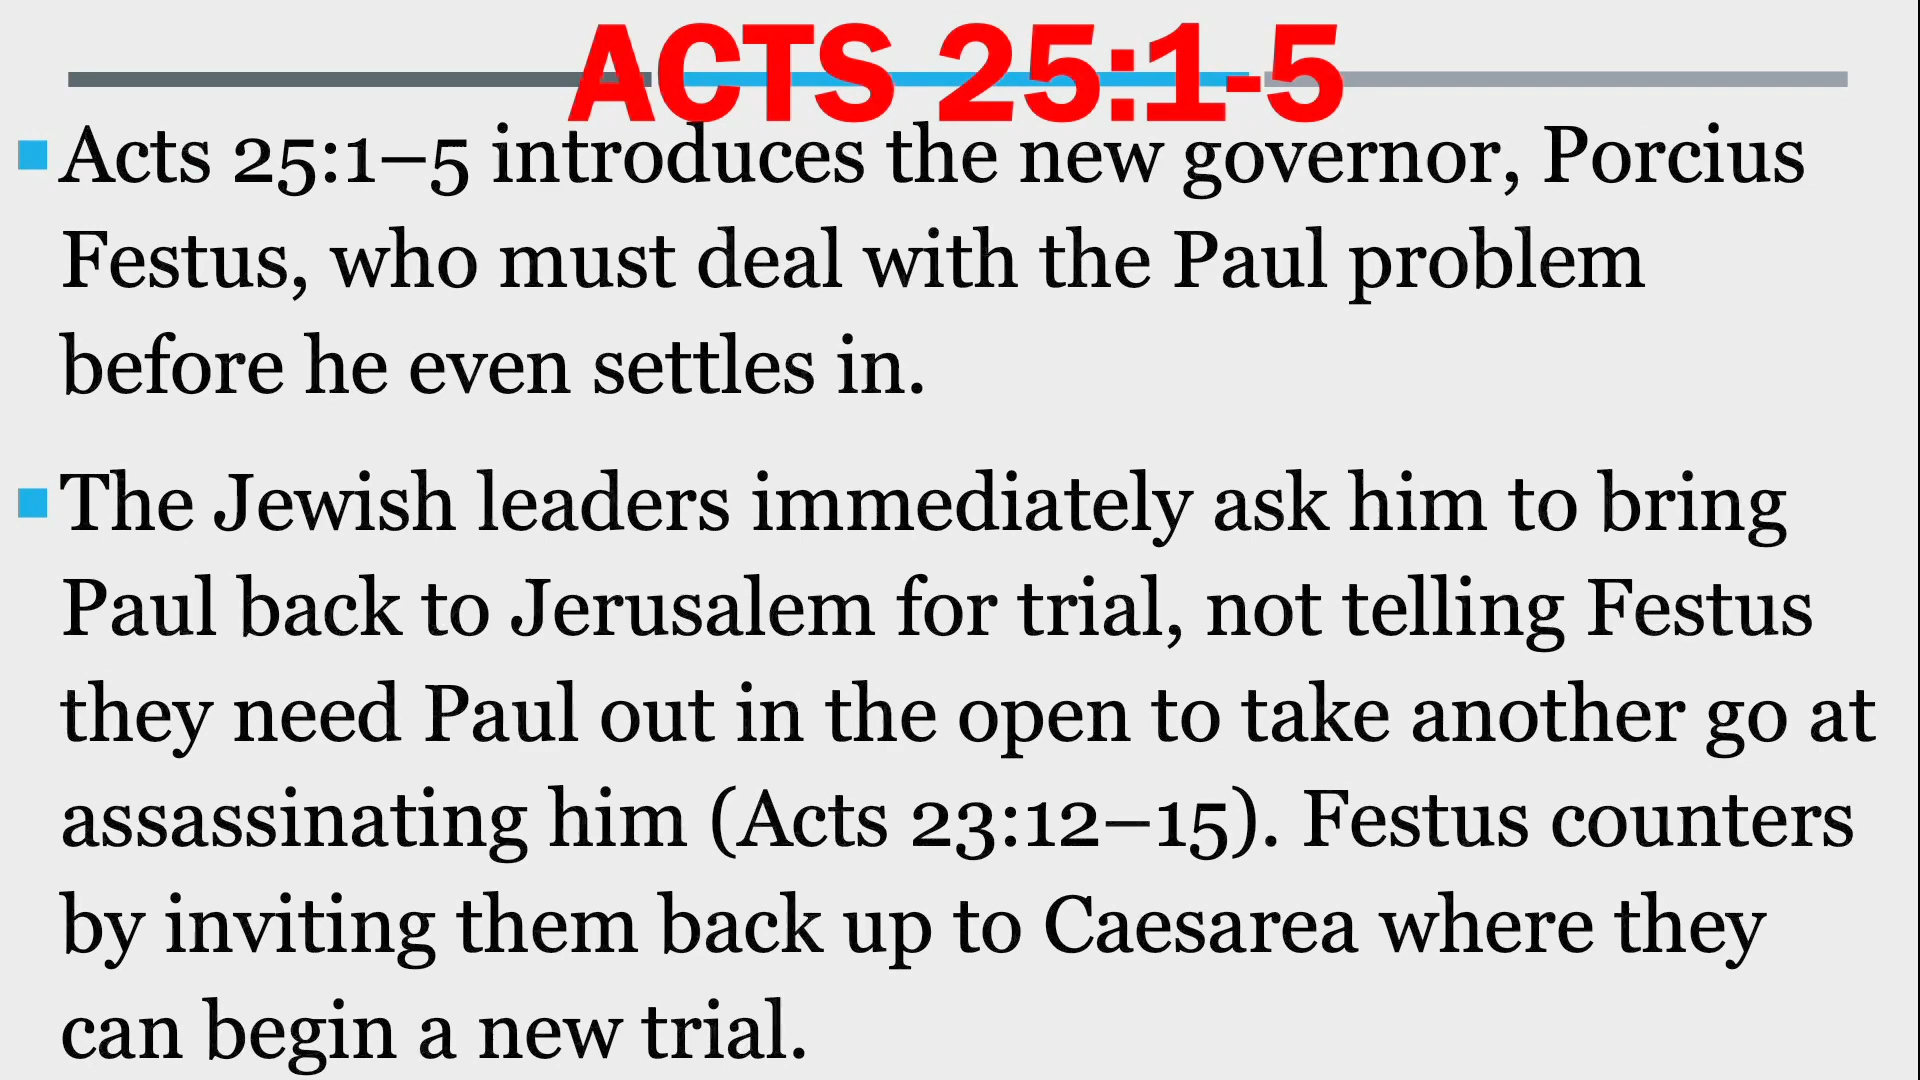 ACTS 25:1-5
Acts 25:1–5 introduces the new governor, Porcius
Festus, who must deal with the Paul problem
before he even settles in.
The Jewish leaders immediately ask him to bring
Paul back to Jerusalem for trial, not telling Festus
they need Paul out in the open to take another go at
assassinating him (Acts 23:12–15). Festus counters
by inviting them back up to Caesarea where they
can begin a new trial.